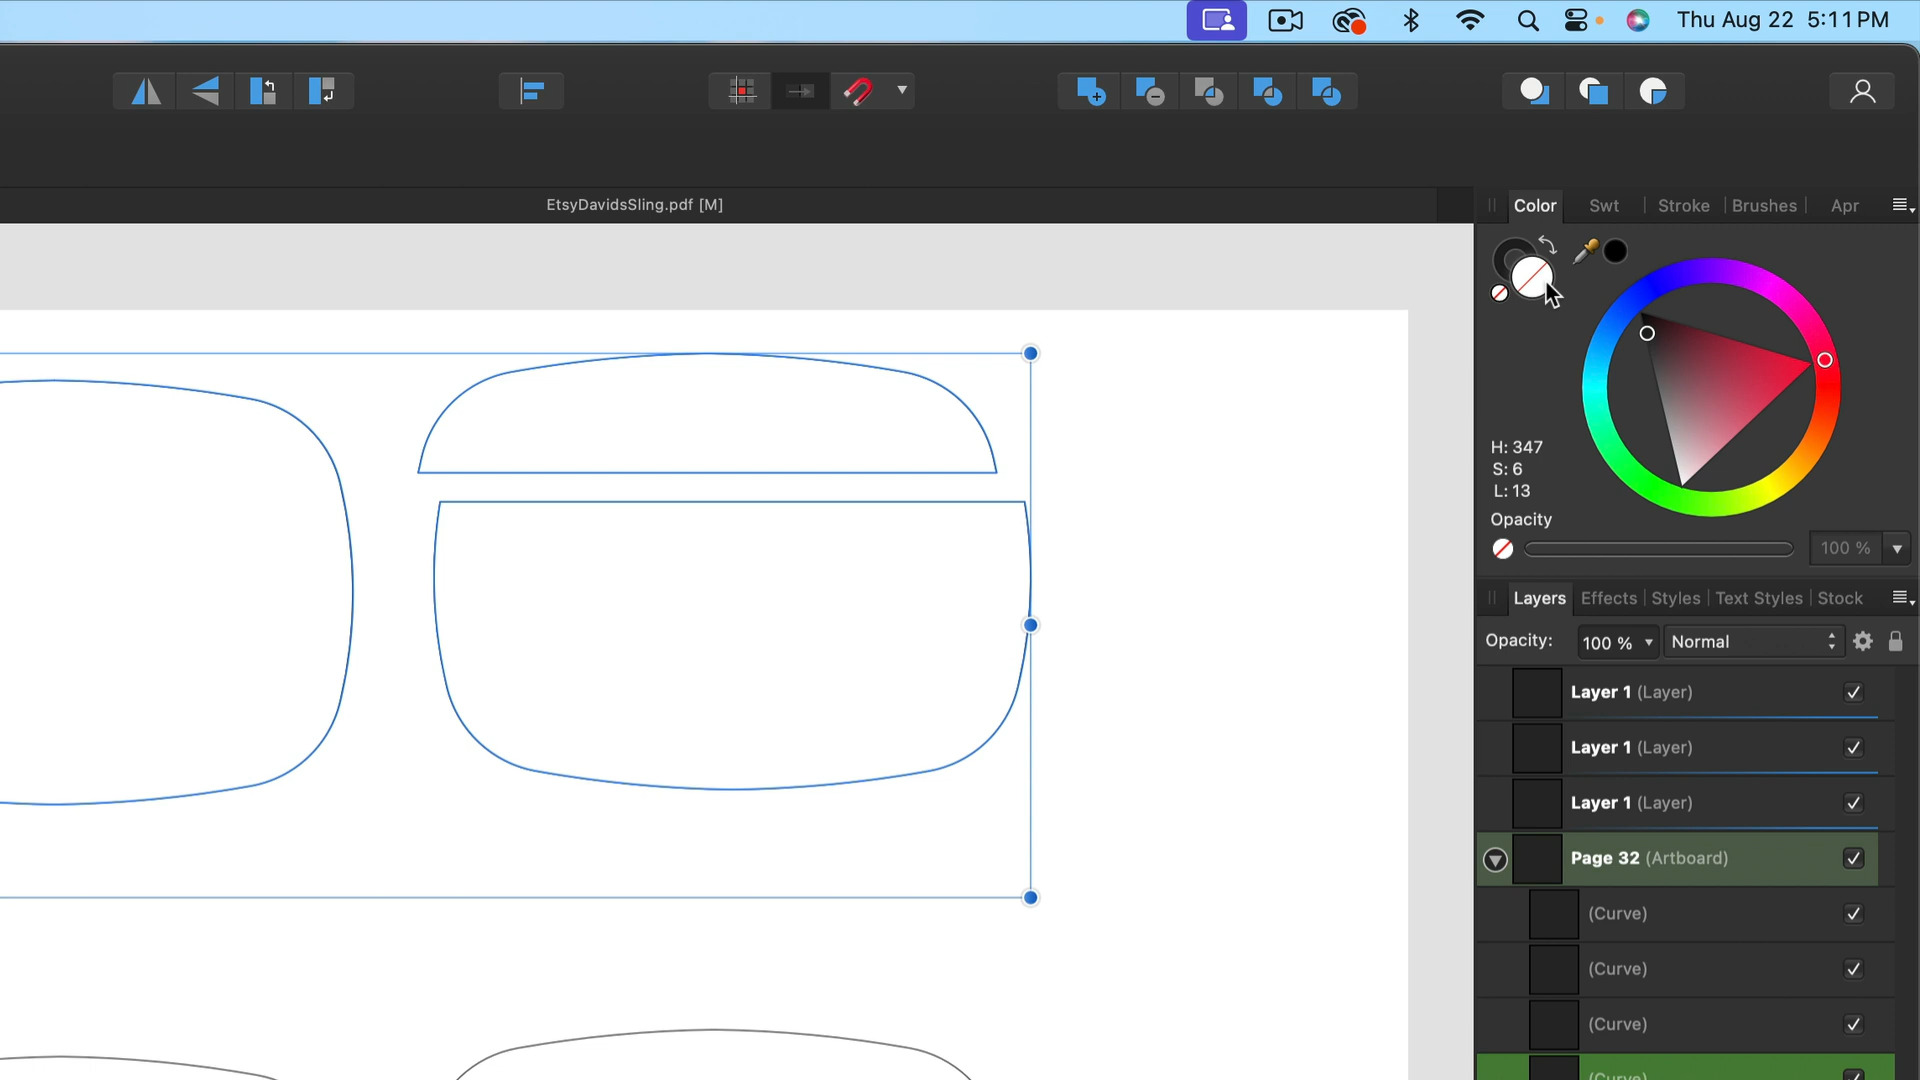 Thu Aug 22 5:11 PM
EtsyDavidsSling.pdf [M]
Color Swt Stroke Brushes Apr
H: 347
S: 6
L: 13
Opacity
100 %
Layers Effects Styles Text Styles Stock
Opacity: 100 % Normal
Layer 1 (Layer)
Layer 1 (Layer)
Layer 1 (Layer)
Page 32 (Artboard)
(Curve)
(Curve)
(Curve)
(Curve)